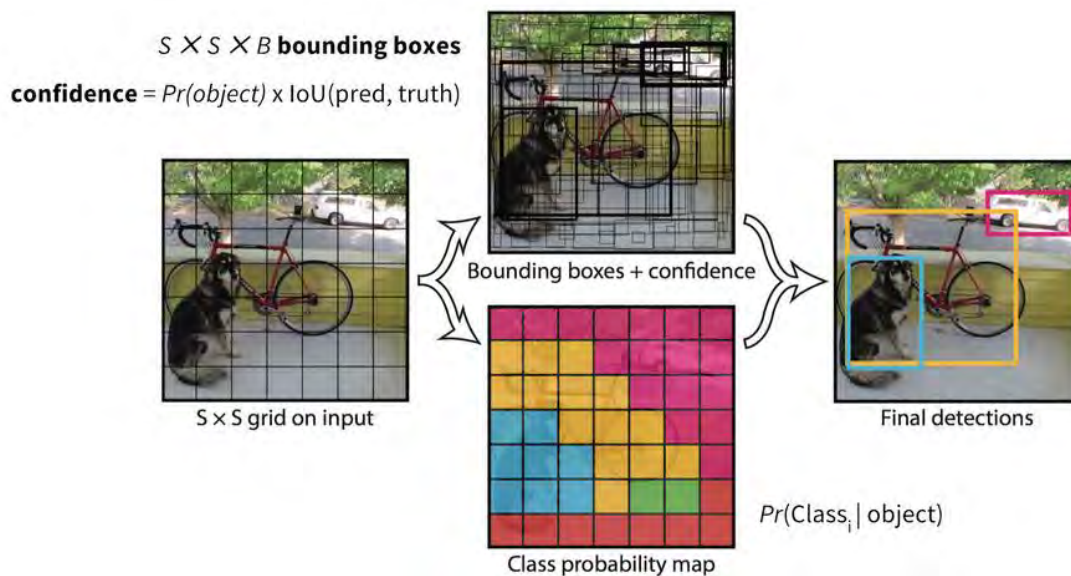 S × S × B bounding boxes
confidence = Pr(object) x IoU(pred, truth)
Bounding boxes + confidence
S × S grid on input
Final detections
Pr(Classᵢ | object)
Class probability map